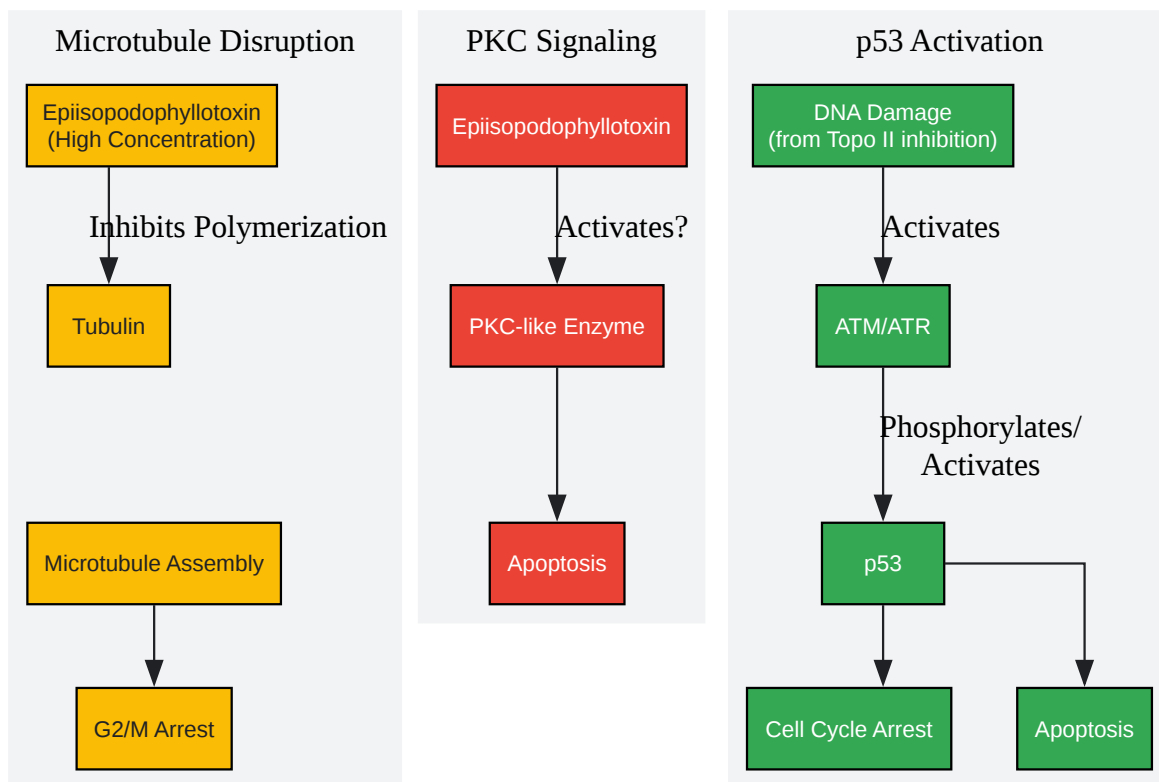 Microtubule Disruption
Epiisopodophyllotoxin
(High Concentration)
Inhibits Polymerization
Tubulin
Microtubule Assembly
G2/M Arrest
PKC Signaling
Epiisopodophyllotoxin
Activates?
PKC-like Enzyme
Apoptosis
p53 Activation
DNA Damage
(from Topo II inhibition)
Activates
ATM/ATR
Phosphorylates/
Activates
p53
Cell Cycle Arrest
Apoptosis